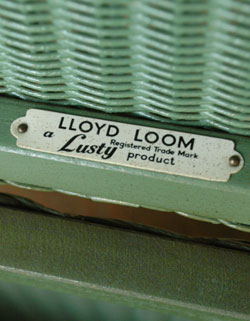 LLOYD LOOM
Registered Trade Mark
a Lusty product